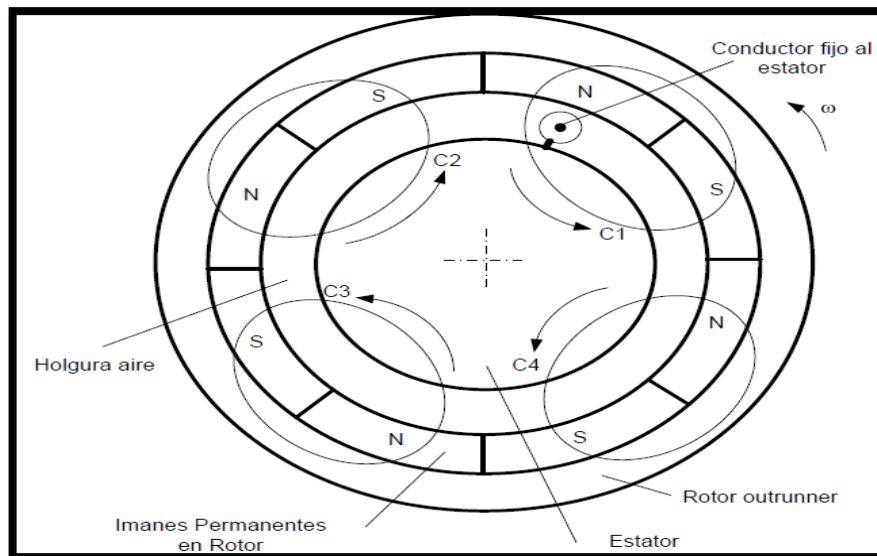 Conductor fijo al
estator
ω
N
S
S
N
C2
C1
C3
C4
S
N
N
S
Holgura aire
Imanes Permanentes
en Rotor
Estator
Rotor outrunner